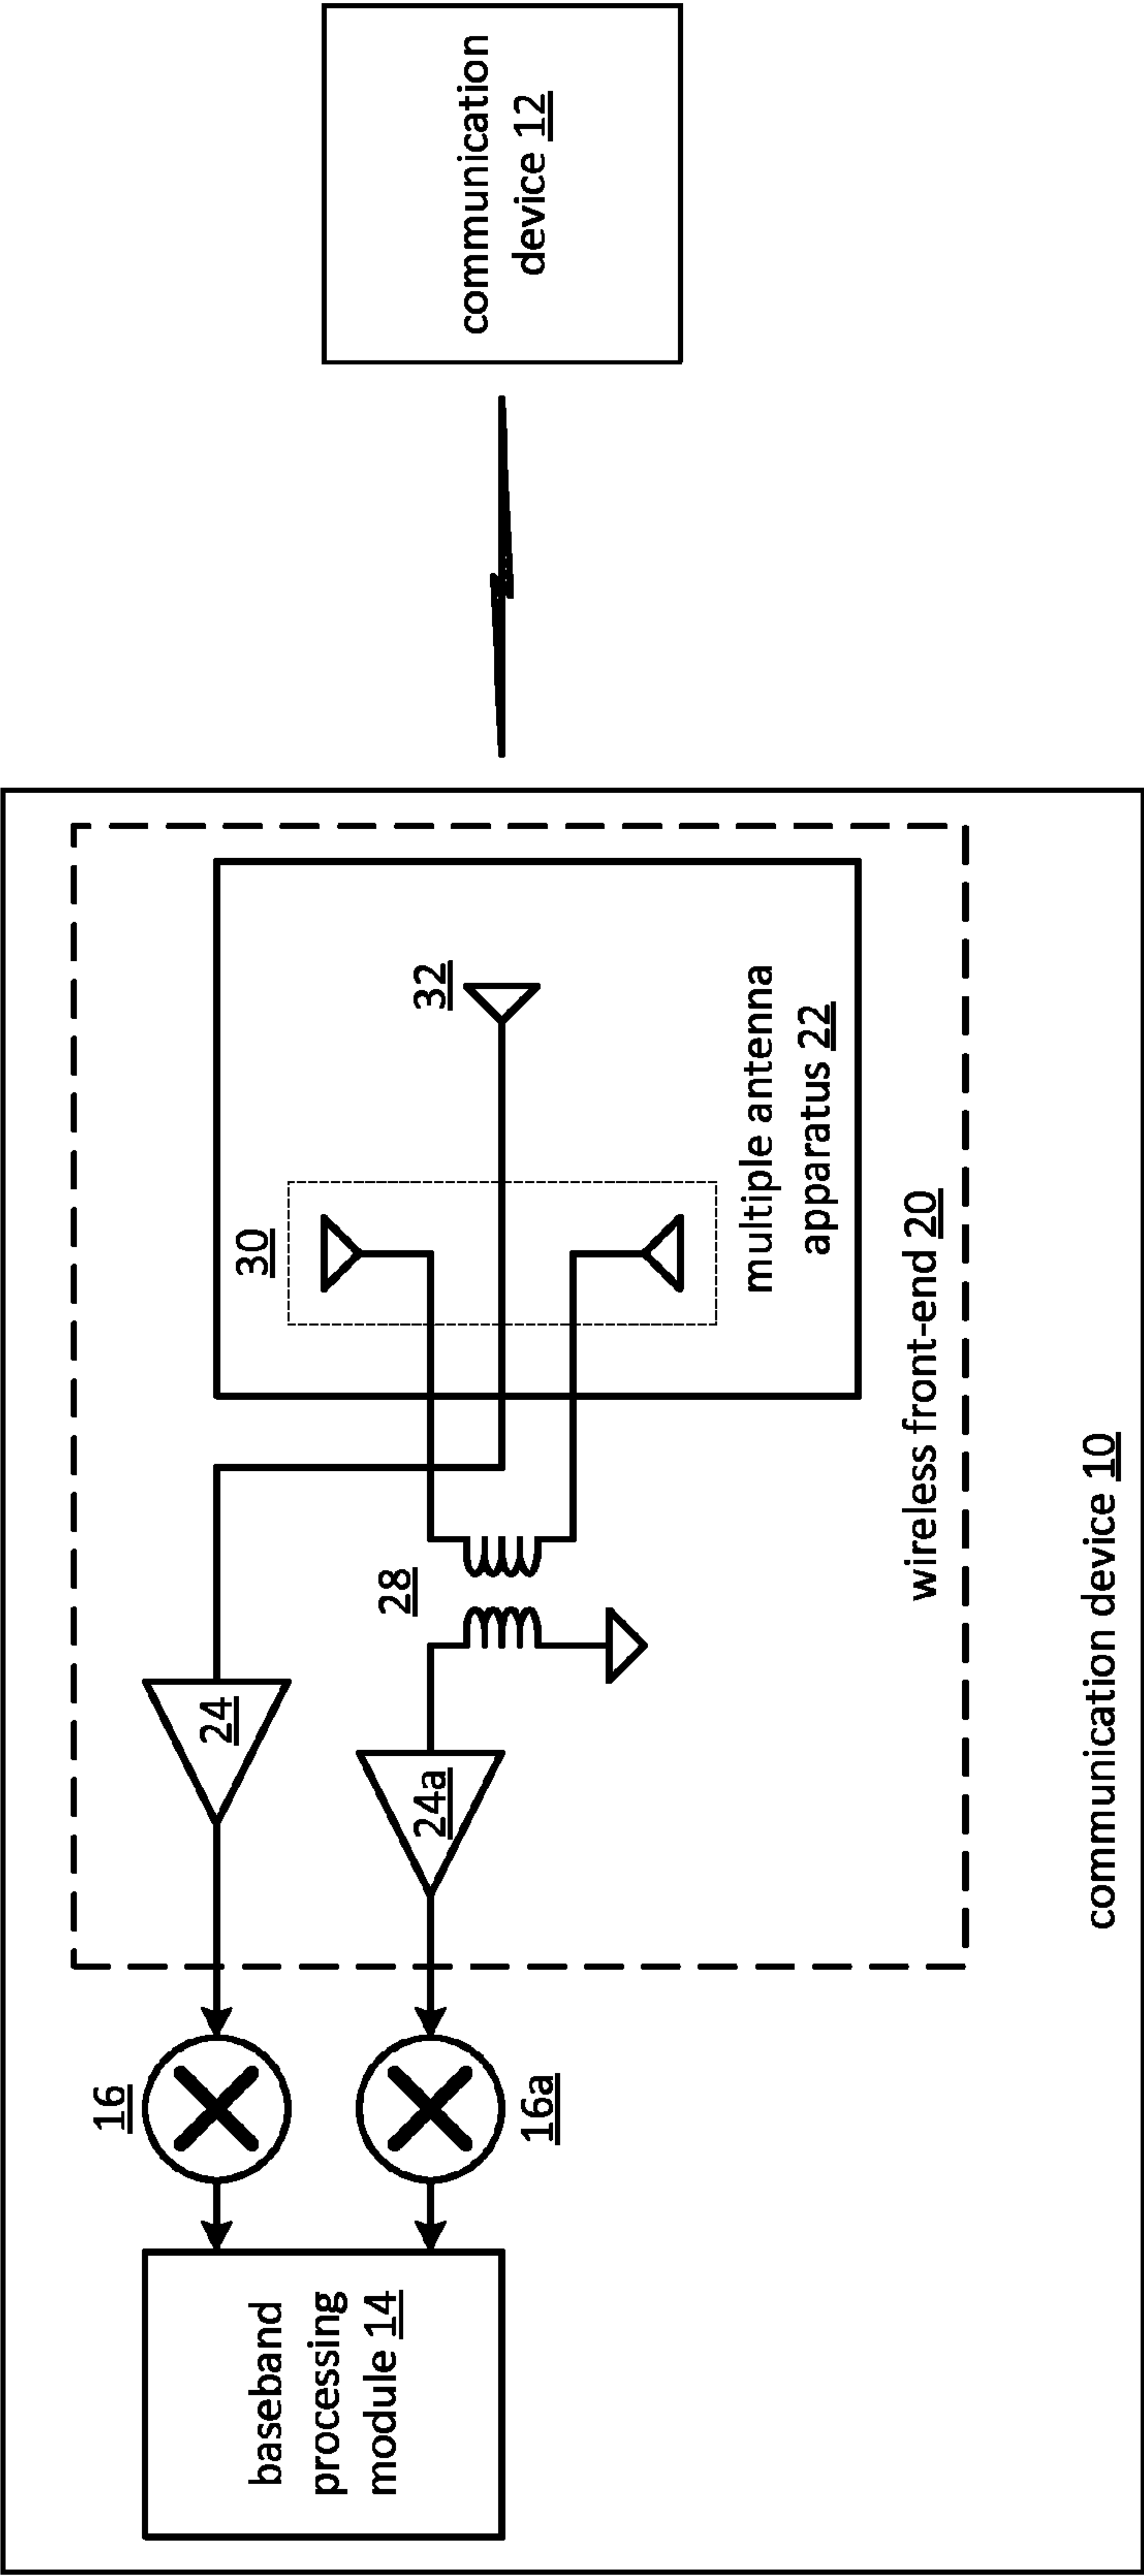 baseband
processing
module 14
16
16a
24
24a
28
30
32
multiple antenna
apparatus 22
wireless front-end 20
communication device 10
communication
device 12